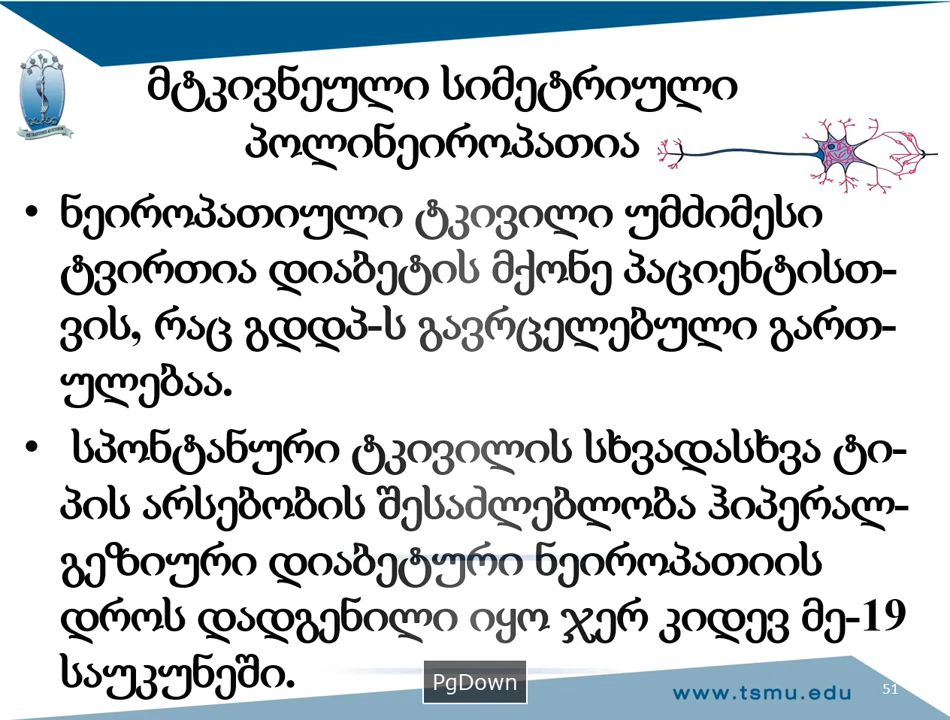 მტკივნეული სიმეტრიული
პოლინეიროპათია
• ნეიროპათიული ტკივილი უმძიმესი
ტვირთია დიაბეტის მქონე პაციენტისთ-
ვის, რაც გდდპ-ს გავრცელებული გართ-
ულებაა.
• სპონტანური ტკივილის სხვადასხვა ტი-
პის არსებობის შესაძლებლობა ჰიპერალ-
გეზიური დიაბეტური ნეიროპათიის
დროს დადგენილი იყო ჯერ კიდევ მე-19
საუკუნეში.
PgDown
www.tsmu.edu
51